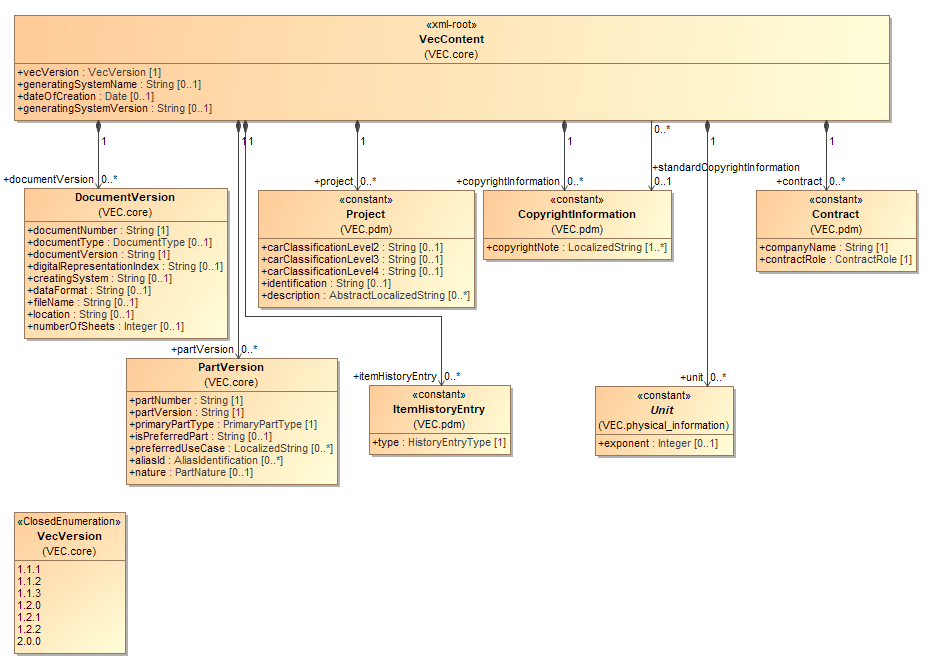 «xml-root»
VecContent
(VEC.core)
+vecVersion : VecVersion [1]
+generatingSystemName : String [0..1]
+dateOfCreation : Date [0..1]
+generatingSystemVersion : String [0..1]
1
1
1
1
1
0..*
1
1
+documentVersion
0..*
+project
0..*
+copyrightInformation
0..*
+standardCopyrightInformation
0..1
+contract
0..*
DocumentVersion
(VEC.core)
+documentNumber : String [1]
+documentType : DocumentType [0..1]
+documentVersion : String [1]
+digitalRepresentationIndex : String [0..1]
+creatingSystem : String [0..1]
+dataFormat : String [0..1]
+fileName : String [0..1]
+location : String [0..1]
+numberOfSheets : Integer [0..1]
«constant»
Project
(VEC.pdm)
+carClassificationLevel2 : String [0..1]
+carClassificationLevel3 : String [0..1]
+carClassificationLevel4 : String [0..1]
+identification : String [0..1]
+description : AbstractLocalizedString [0..*]
«constant»
CopyrightInformation
(VEC.pdm)
+copyrightNote : LocalizedString [1..*]
«constant»
Contract
(VEC.pdm)
+companyName : String [1]
+contractRole : ContractRole [1]
+partVersion
0..*
+itemHistoryEntry
0..*
+unit
0..*
PartVersion
(VEC.core)
+partNumber : String [1]
+partVersion : String [1]
+primaryPartType : PrimaryPartType [1]
+isPreferredPart : String [0..1]
+preferredUseCase : LocalizedString [0..*]
+aliasId : AliasIdentification [0..*]
+nature : PartNature [0..1]
«constant»
ItemHistoryEntry
(VEC.pdm)
+type : HistoryEntryType [1]
«constant»
Unit
(VEC.physical_information)
+exponent : Integer [0..1]
«ClosedEnumeration»
VecVersion
(VEC.core)
1.1.1
1.1.2
1.1.3
1.2.0
1.2.1
1.2.2
2.0.0